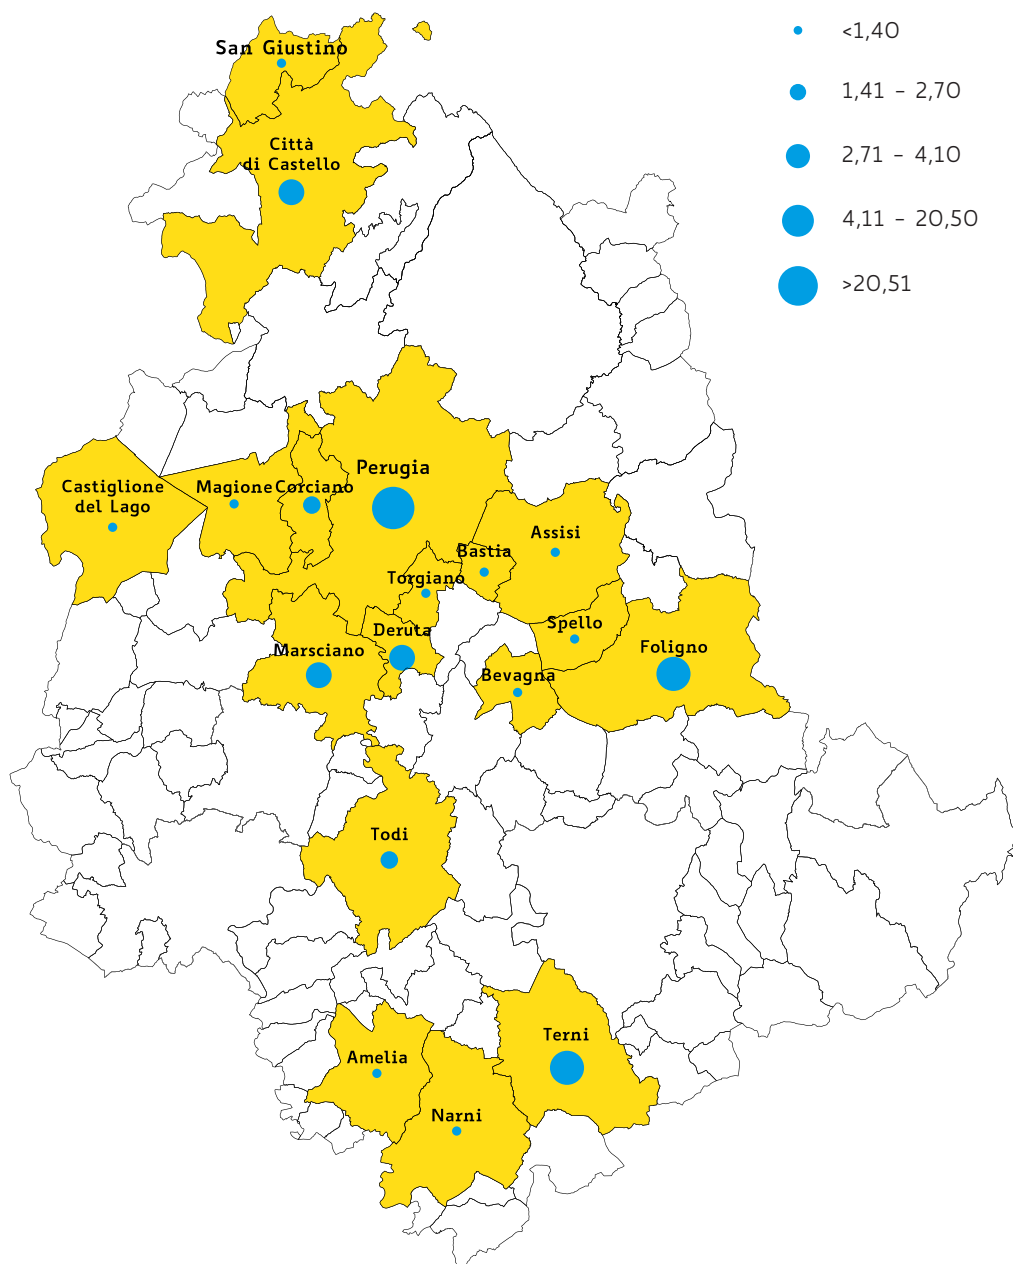 <1,40
San Giustino
1,41 - 2,70
Città
di Castello
2,71 - 4,10
4,11 - 20,50
>20,51
Perugia
Castiglione
del Lago
Magione
Corciano
Assisi
Bastia
Torgiano
Spello
Deruta
Foligno
Marsciano
Bevagna
Todi
Terni
Amelia
Narni